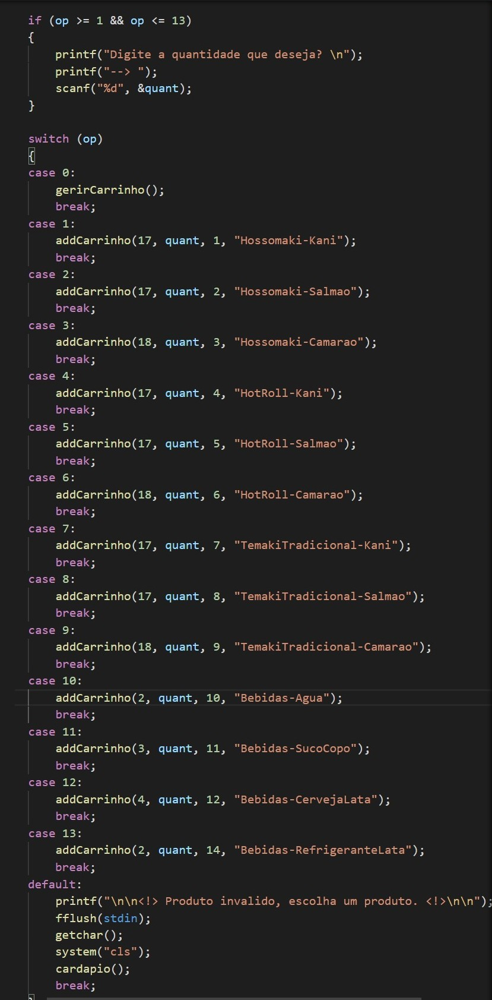 if (op >= 1 && op <= 13)
{
    printf("Digite a quantidade que deseja? \n");
    printf("--> ");
    scanf("%d", &quant);
}

switch (op)
{
case 0:
    gerirCarrinho();
    break;
case 1:
    addCarrinho(17, quant, 1, "Hossomaki-Kani");
    break;
case 2:
    addCarrinho(17, quant, 2, "Hossomaki-Salmao");
    break;
case 3:
    addCarrinho(18, quant, 3, "Hossomaki-Camarao");
    break;
case 4:
    addCarrinho(17, quant, 4, "HotRoll-Kani");
    break;
case 5:
    addCarrinho(17, quant, 5, "HotRoll-Salmao");
    break;
case 6:
    addCarrinho(18, quant, 6, "HotRoll-Camarao");
    break;
case 7:
    addCarrinho(17, quant, 7, "TemakiTradicional-Kani");
    break;
case 8:
    addCarrinho(17, quant, 8, "TemakiTradicional-Salmao");
    break;
case 9:
    addCarrinho(18, quant, 9, "TemakiTradicional-Camarao");
    break;
case 10:
    addCarrinho(2, quant, 10, "Bebidas-Agua");
    break;
case 11:
    addCarrinho(3, quant, 11, "Bebidas-SucoCopo");
    break;
case 12:
    addCarrinho(4, quant, 12, "Bebidas-CervejaLata");
    break;
case 13:
    addCarrinho(2, quant, 14, "Bebidas-RefrigeranteLata");
    break;
default:
    printf("\n\n<!> Produto invalido, escolha um produto. <!>\n\n");
    fflush(stdin);
    getchar();
    system("cls");
    cardapio();
    break;
}